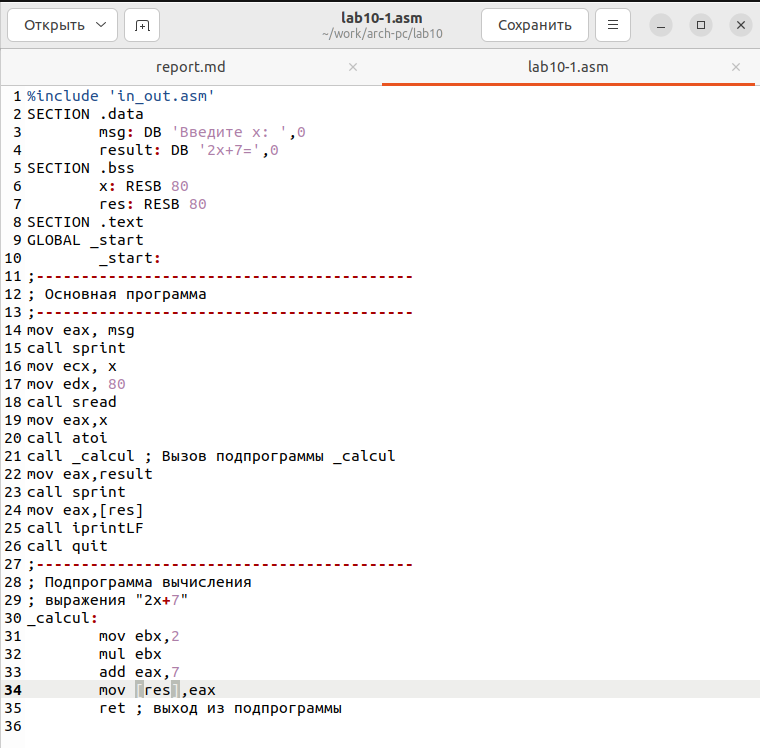 Открыть
lab10-1.asm
~/work/arch-pc/lab10
Сохранить
report.md
lab10-1.asm
1 %include 'in_out.asm'
2 SECTION .data
3         msg: DB 'Введите x: ',0
4         result: DB '2x+7=',0
5 SECTION .bss
6         x: RESB 80
7         res: RESB 80
8 SECTION .text
9 GLOBAL _start
10         _start:
11 ;------------------------------------------
12 ; Основная программа
13 ;------------------------------------------
14 mov eax, msg
15 call sprint
16 mov ecx, x
17 mov edx, 80
18 call sread
19 mov eax,x
20 call atoi
21 call _calcul ; Вызов подпрограммы _calcul
22 mov eax,result
23 call sprint
24 mov eax,[res]
25 call iprintLF
26 call quit
27 ;------------------------------------------
28 ; Подпрограмма вычисления
29 ; выражения "2x+7"
30 _calcul:
31         mov ebx,2
32         mul ebx
33         add eax,7
34         mov [res],eax
35         ret ; выход из подпрограммы
36